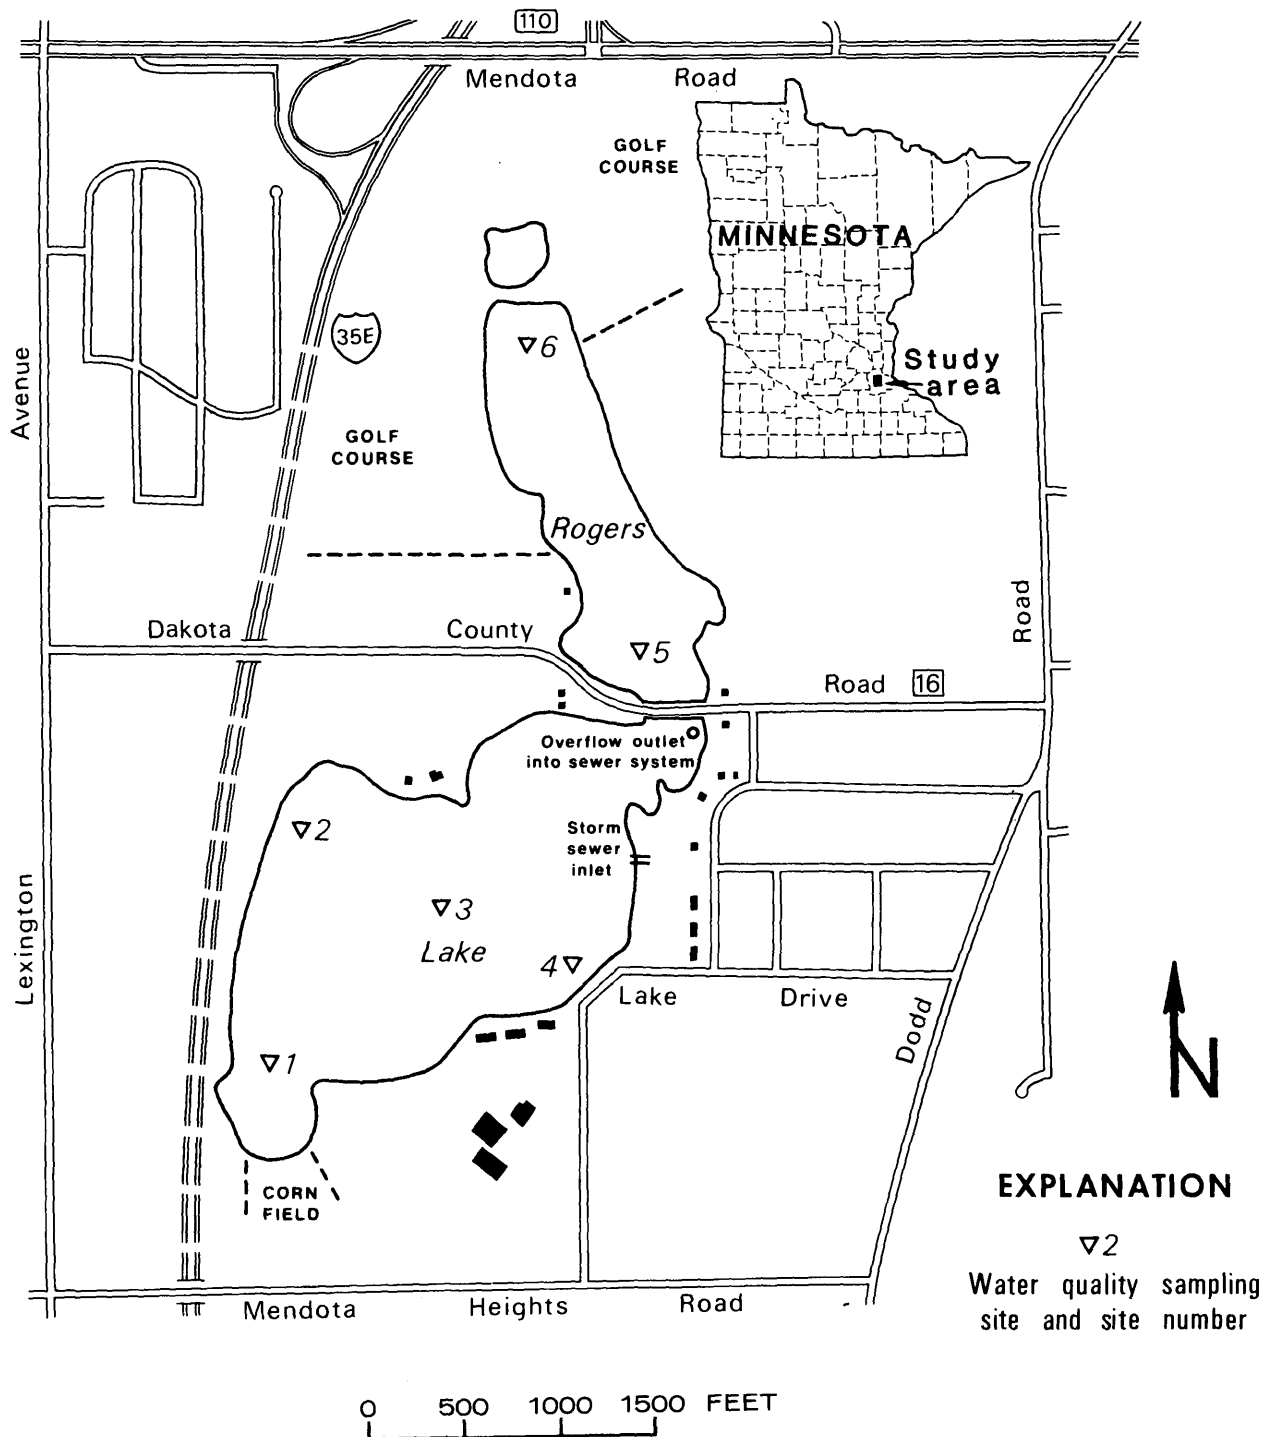 110
Mendota Road
GOLF
COURSE
MINNESOTA
Study
area
6
35E
Avenue
GOLF
COURSE
Rogers
Road
Dakota County
5
Road 16
Overflow outlet
into sewer system
2
Storm
sewer
inlet
3
Lake
4
Lexington
Lake Drive
Dodd
1
N
CORN
FIELD
EXPLANATION
2
Water quality sampling
site and site number
Mendota Heights Road
0 500 1000 1500 FEET